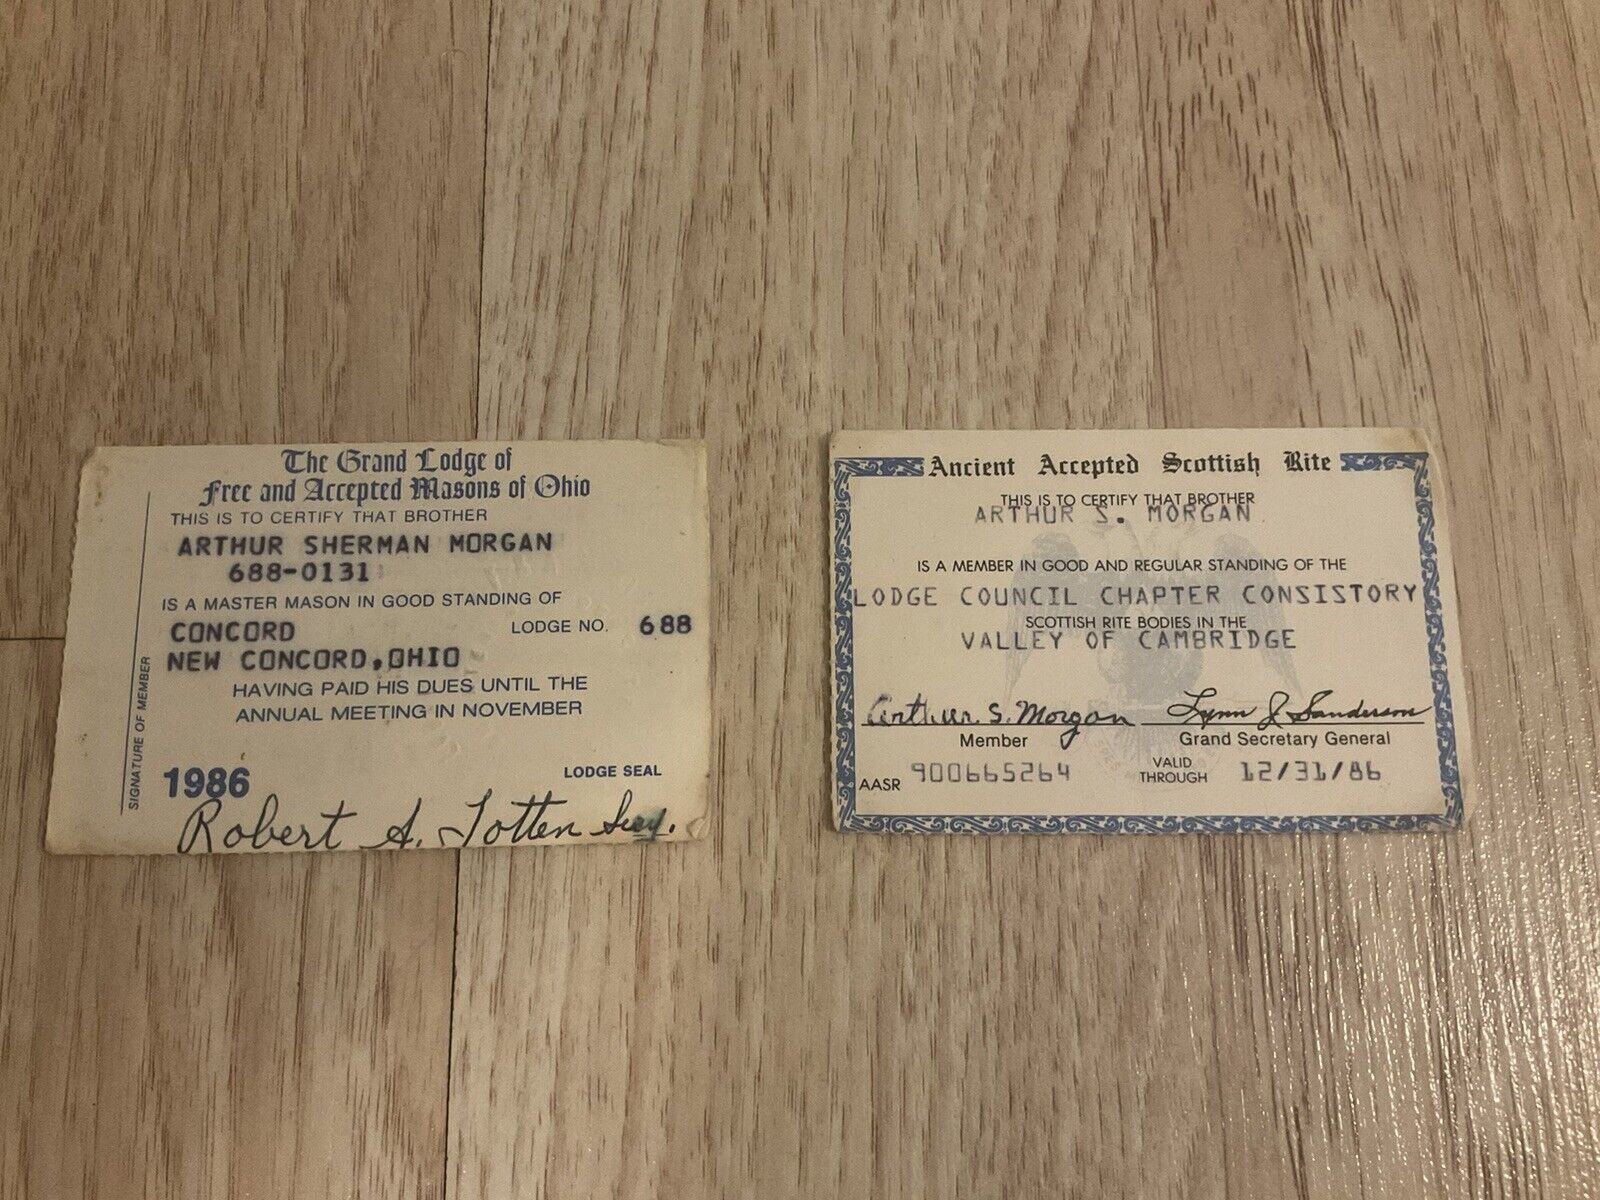 The Grand Lodge of
Free and Accepted Masons of Ohio
THIS IS TO CERTIFY THAT BROTHER
ARTHUR SHERMAN MORGAN
688-0131
IS A MASTER MASON IN GOOD STANDING OF
CONCORD LODGE NO. 688
NEW CONCORD, OHIO
HAVING PAID HIS DUES UNTIL THE
ANNUAL MEETING IN NOVEMBER
SIGNATURE OF MEMBER
1986 LODGE SEAL
Robert A. Totten Secy.
Ancient Accepted Scottish Rite
THIS IS TO CERTIFY THAT BROTHER
ARTHUR S. MORGAN
IS A MEMBER IN GOOD AND REGULAR STANDING OF THE
LODGE COUNCIL CHAPTER CONSISTORY
SCOTTISH RITE BODIES IN THE
VALLEY OF CAMBRIDGE
Arthur S. Morgan Lynn J Sanderson
Member Grand Secretary General
AASR 900665264 VALID THROUGH 12/31/86